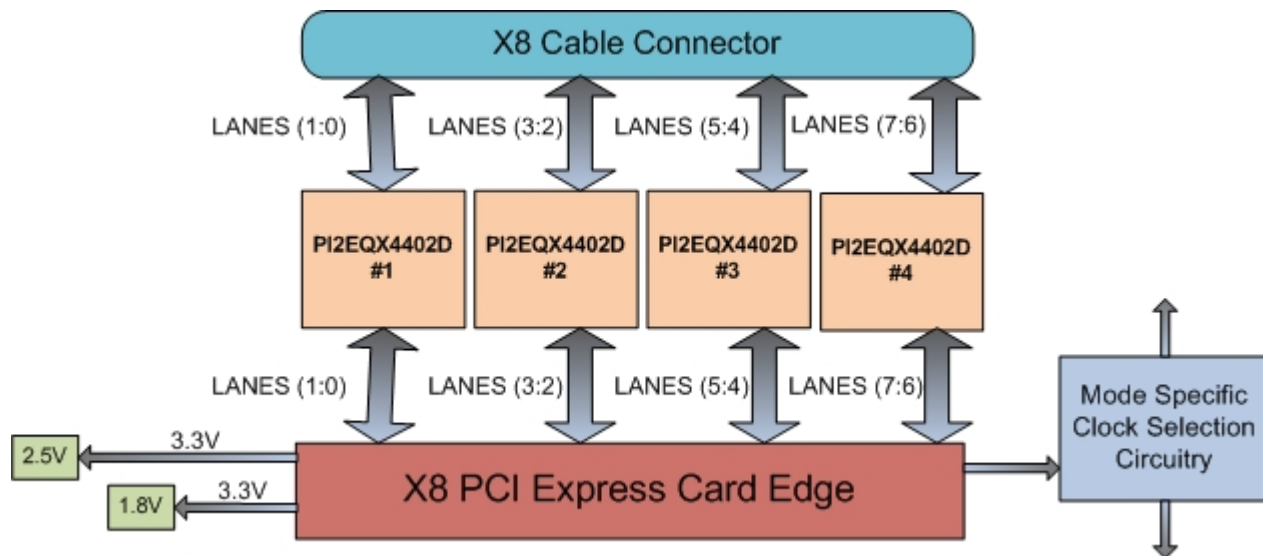 X8 Cable Connector
LANES (1:0)
LANES (3:2)
LANES (5:4)
LANES (7:6)
PI2EQX4402D
#1
PI2EQX4402D
#2
PI2EQX4402D
#3
PI2EQX4402D
#4
LANES (1:0)
LANES (3:2)
LANES (5:4)
LANES (7:6)
Mode Specific
Clock Selection
Circuitry
2.5V
3.3V
1.8V
3.3V
X8 PCI Express Card Edge